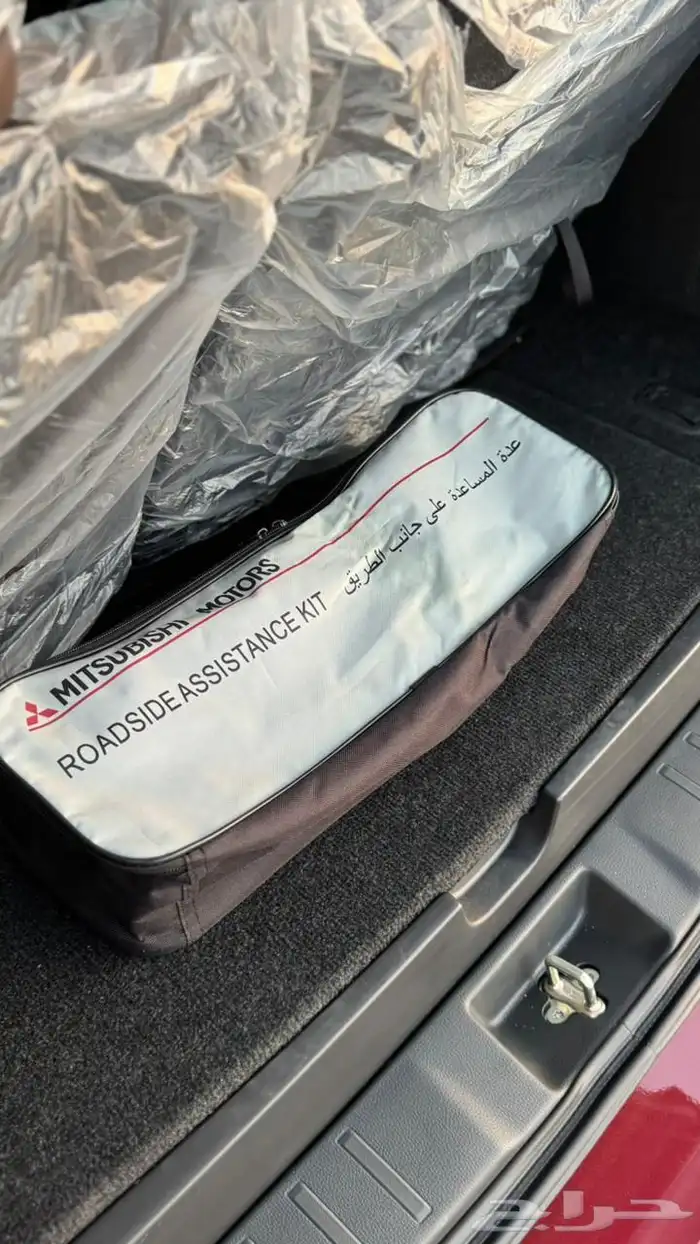 MITSUBISHI MOTORS
ROADSIDE ASSISTANCE KIT عدة المساعدة على جانب الطريق
حراج